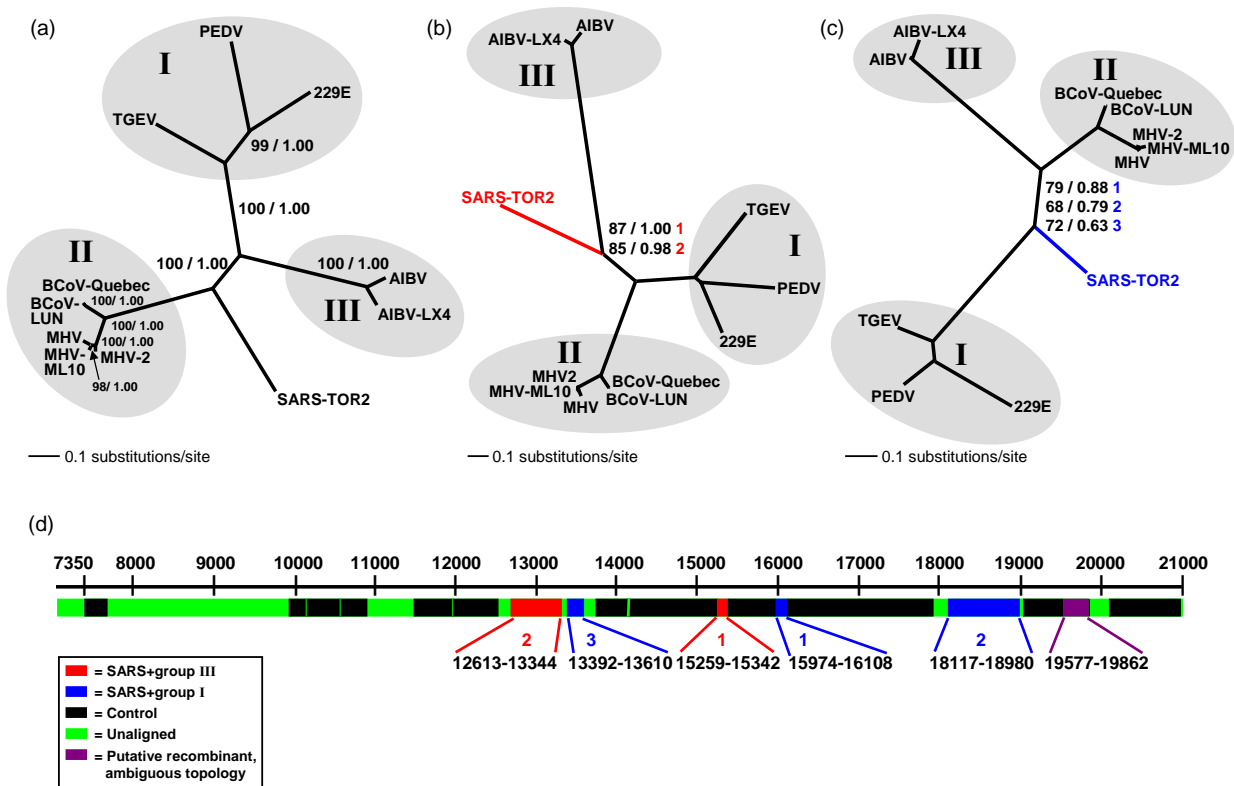 (a)
PEDV
I
229E
TGEV
99 / 1.00
100 / 1.00
II
100 / 1.00
100 / 1.00
AIBV
BCoV-Quebec
BCoV-
LUN
100/ 1.00
III
AIBV-LX4
100/ 1.00
MHV
100/ 1.00
MHV-
ML10
MHV-2
98/ 1.00
SARS-TOR2
0.1 substitutions/site
(b)
AIBV
AIBV-LX4
III
SARS-TOR2
87 / 1.00 1
85 / 0.98 2
TGEV
I
PEDV
229E
II
MHV2
BCoV-Quebec
MHV-ML10
BCoV-LUN
MHV
0.1 substitutions/site
(c)
AIBV-LX4
AIBV
III
II
BCoV-Quebec
BCoV-LUN
MHV-2
MHV-ML10
MHV
79 / 0.88 1
68 / 0.79 2
72 / 0.63 3
SARS-TOR2
TGEV
I
PEDV
229E
0.1 substitutions/site
(d)
7350 8000 9000 10000 11000 12000 13000 14000 15000 16000 17000 18000 19000 20000 21000
2 3 1 1 2
12613-13344 13392-13610 15259-15342 15974-16108 18117-18980 19577-19862
= SARS+group III
= SARS+group I
= Control
= Unaligned
= Putative recombinant,
ambiguous topology